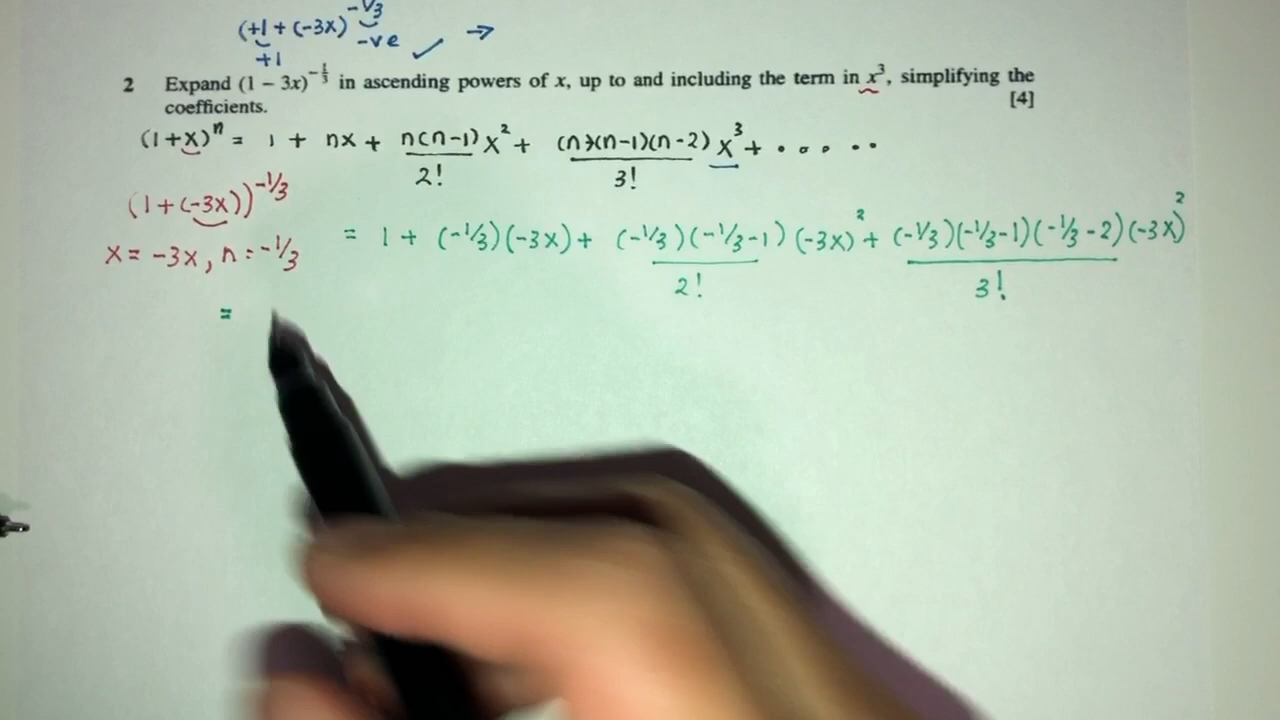 (+1 + (-3x)^-1/3 →
+1 -ve ✓
2 Expand (1 – 3x)^-1/3 in ascending powers of x, up to and including the term in x³, simplifying the
coefficients. [4]
(1+x)^n = 1 + nx + n(n-1)/2! x² + (n)(n-1)(n-2)/3! x³ + .....
(1+(-3x))^-1/3
x = -3x, n = -1/3
= 1 + (-1/3)(-3x) + (-1/3)(-1/3-1)/2! (-3x)² + (-1/3)(-1/3-1)(-1/3-2)/3! (-3x)²
=